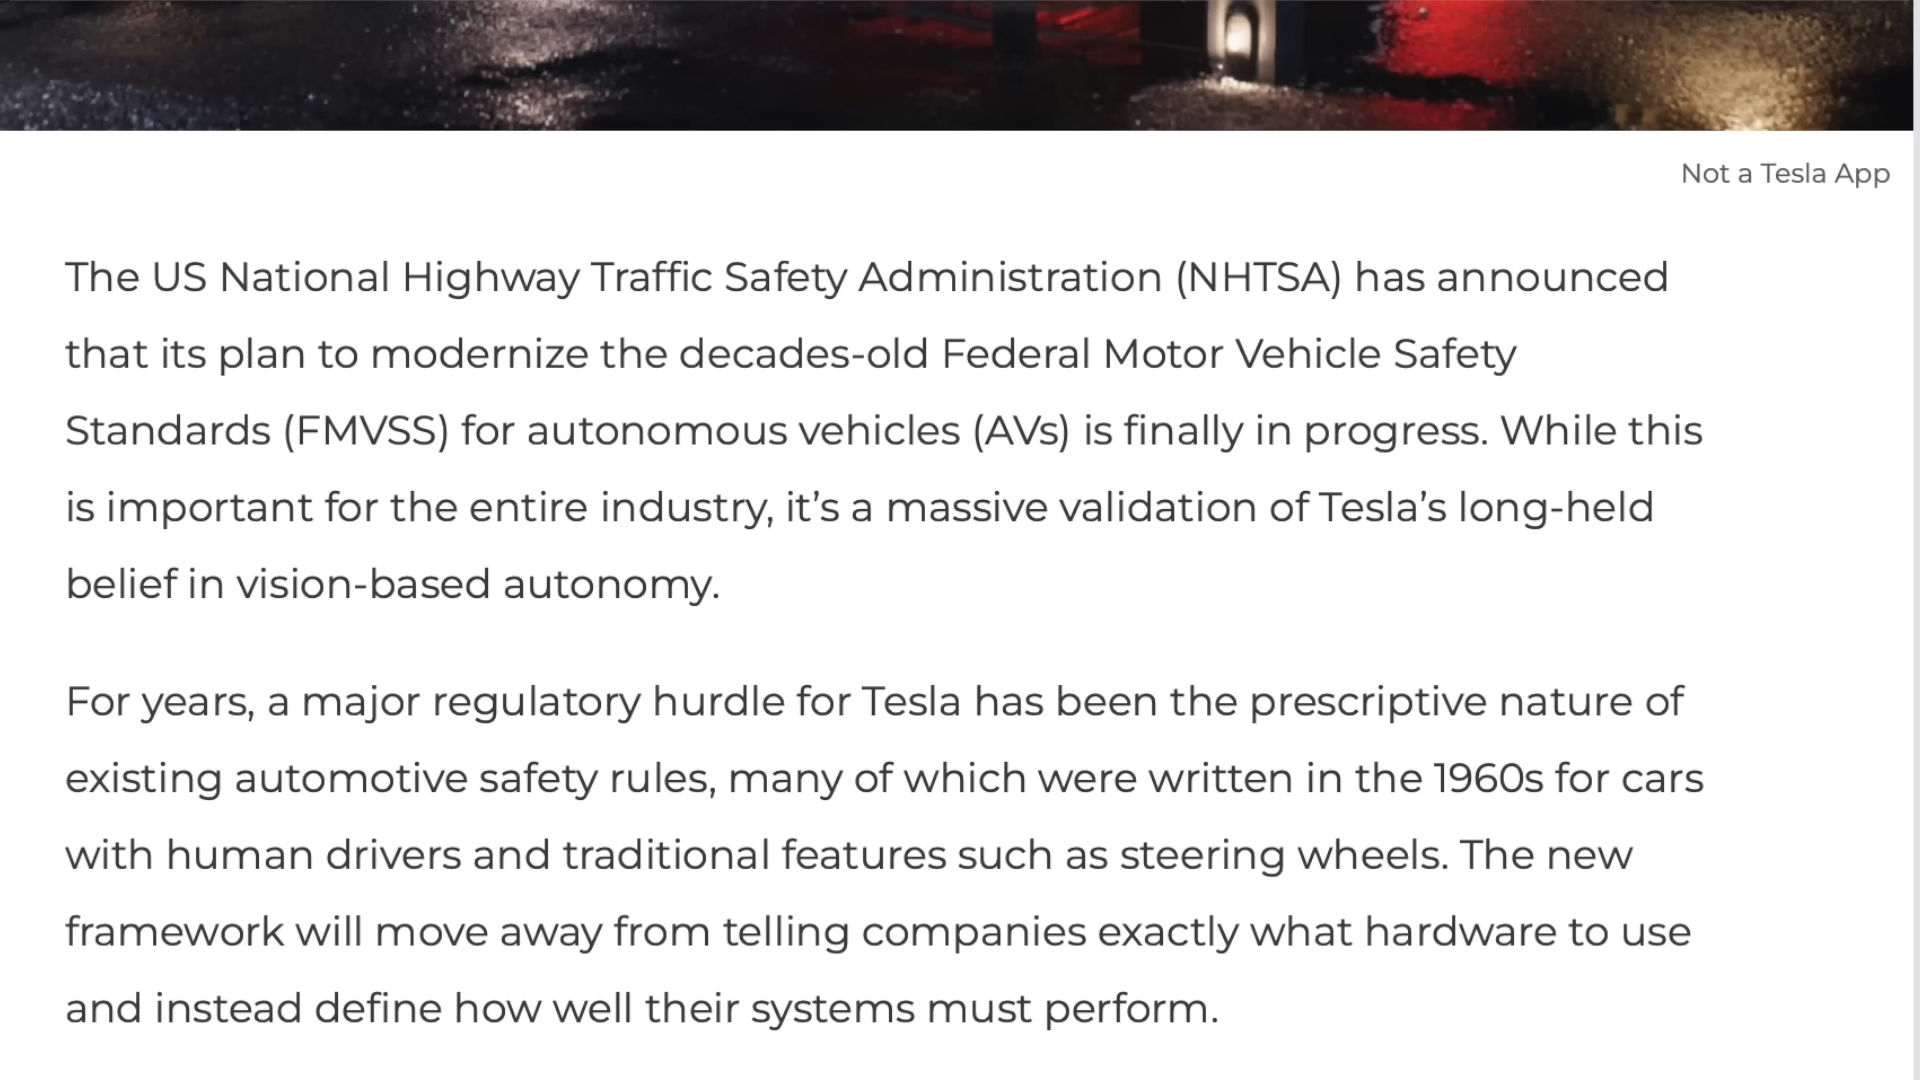 Not a Tesla App
The US National Highway Traffic Safety Administration (NHTSA) has announced
that its plan to modernize the decades-old Federal Motor Vehicle Safety
Standards (FMVSS) for autonomous vehicles (AVs) is finally in progress. While this
is important for the entire industry, it’s a massive validation of Tesla’s long-held
belief in vision-based autonomy.
For years, a major regulatory hurdle for Tesla has been the prescriptive nature of
existing automotive safety rules, many of which were written in the 1960s for cars
with human drivers and traditional features such as steering wheels. The new
framework will move away from telling companies exactly what hardware to use
and instead define how well their systems must perform.